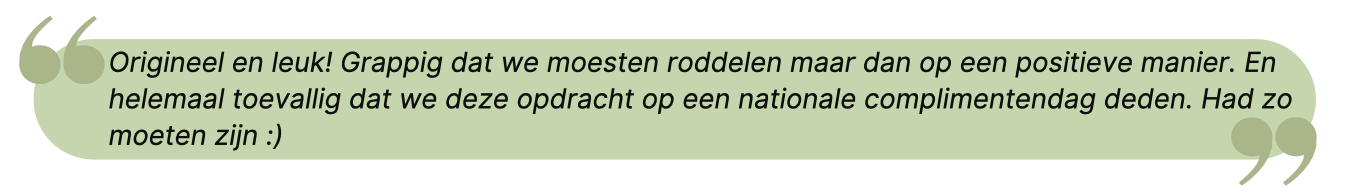 Origineel en leuk! Grappig dat we moesten roddelen maar dan op een positieve manier. En
helemaal toevallig dat we deze opdracht op een nationale complimentendag deden. Had zo
moeten zijn :)